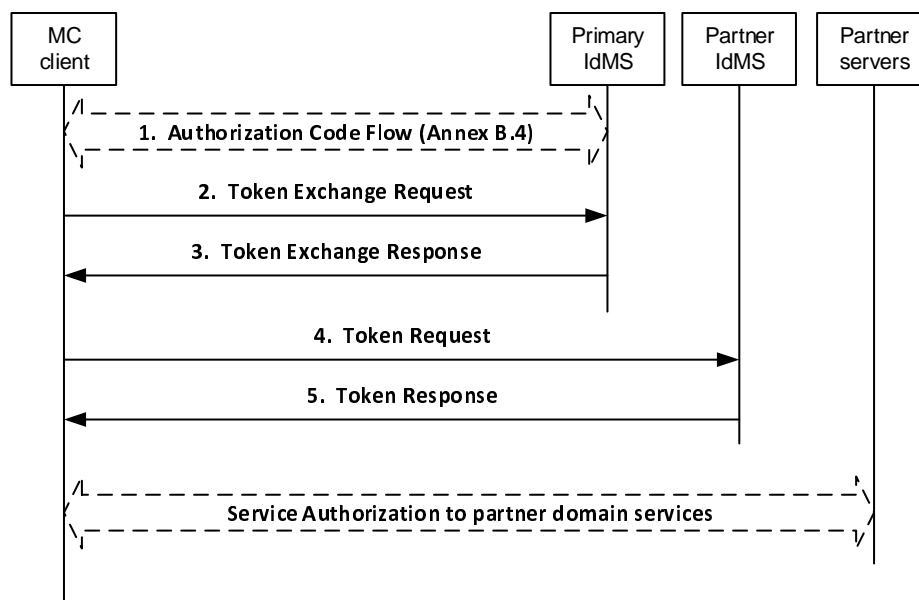 MC
client
Primary
IdMS
Partner
IdMS
Partner
servers
1. Authorization Code Flow (Annex B.4)
2. Token Exchange Request
3. Token Exchange Response
4. Token Request
5. Token Response
Service Authorization to partner domain services